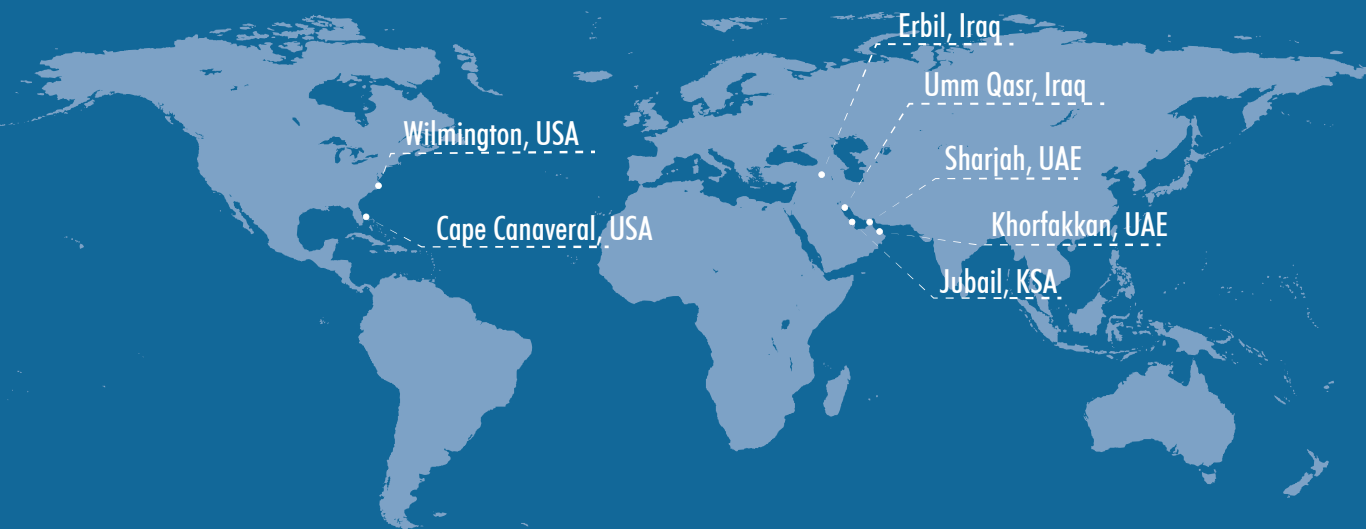 Erbil, Iraq
Umm Qasr, Iraq
Wilmington, USA
Sharjah, UAE
Cape Canaveral, USA
Khorfakkan, UAE
Jubail, KSA